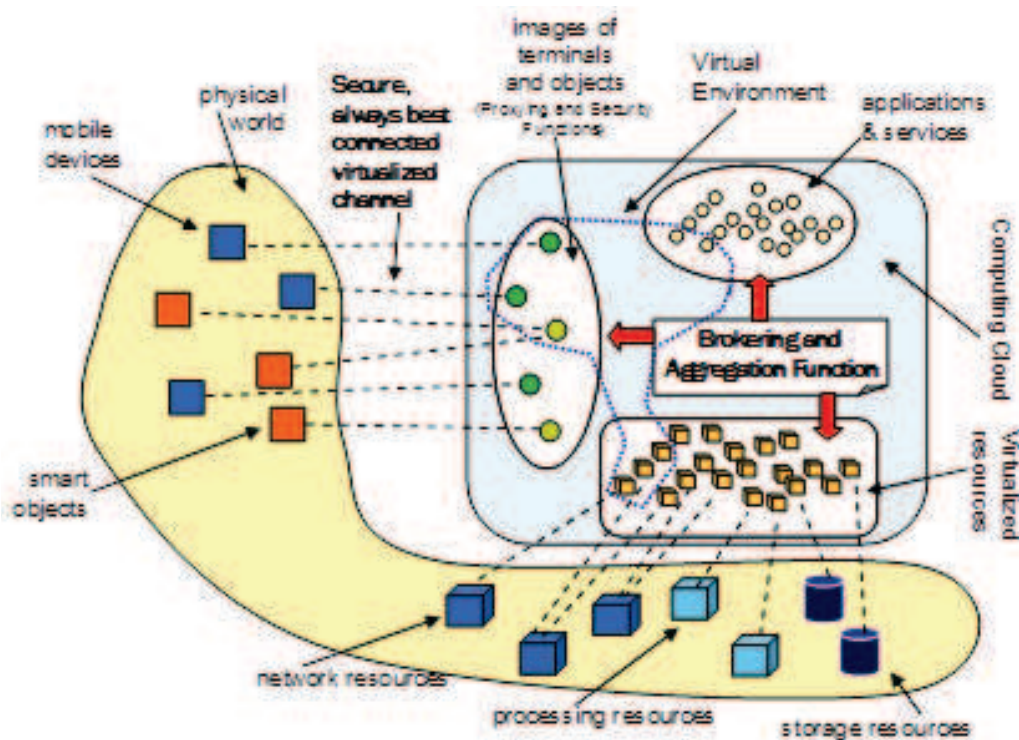 images of
terminals
and objects
(Proxying and Security
Functions)
Virtual
Environment
applications
& services
Secure,
always best
connected
virtualized
channel
physical
world
mobile
devices
Computing Cloud
Brokering and
Aggregation Function
smart
objects
Virtualized
resources
network resources
processing resources
storage resources